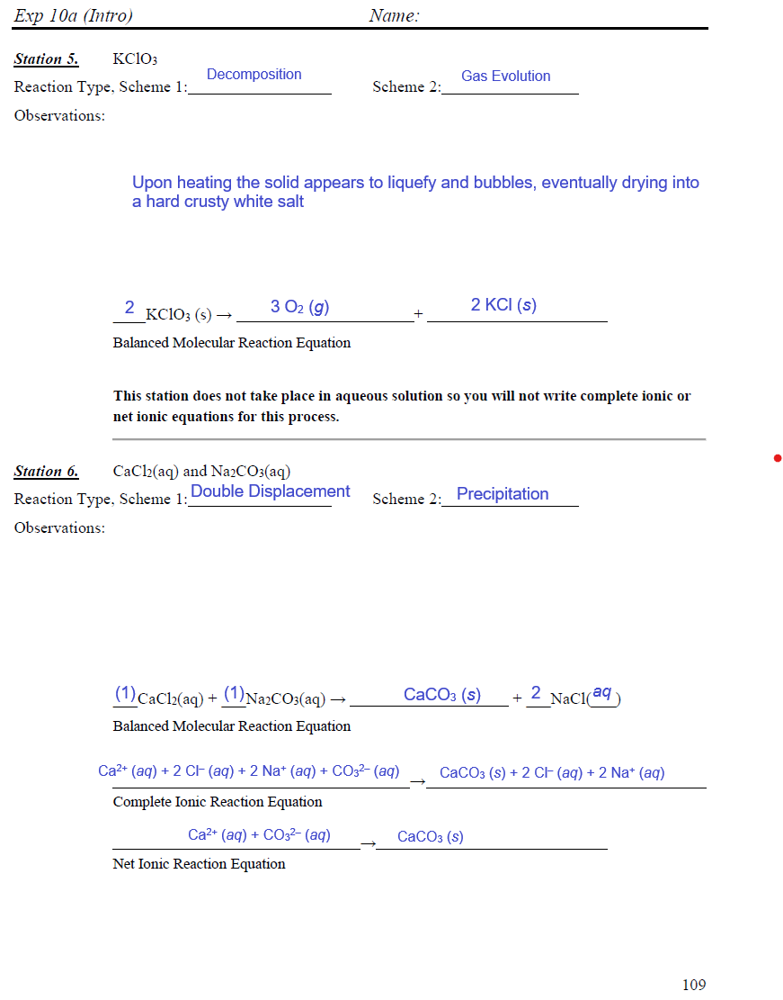 Exp 10a (Intro) Name:
Station 5. KClO₃
Reaction Type, Scheme 1: Decomposition Scheme 2: Gas Evolution
Observations:
Upon heating the solid appears to liquefy and bubbles, eventually drying into
a hard crusty white salt
2 KClO₃ (s) → 3 O₂ (g) + 2 KCl (s)
Balanced Molecular Reaction Equation
This station does not take place in aqueous solution so you will not write complete ionic or
net ionic equations for this process.
Station 6. CaCl₂(aq) and Na₂CO₃(aq)
Reaction Type, Scheme 1: Double Displacement Scheme 2: Precipitation
Observations:
(1) CaCl₂(aq) + (1) Na₂CO₃(aq) → CaCO₃ (s) + 2 NaCl(aq)
Balanced Molecular Reaction Equation
Ca²⁺ (aq) + 2 Cl⁻ (aq) + 2 Na⁺ (aq) + CO₃²⁻ (aq) → CaCO₃ (s) + 2 Cl⁻ (aq) + 2 Na⁺ (aq)
Complete Ionic Reaction Equation
Ca²⁺ (aq) + CO₃²⁻ (aq) → CaCO₃ (s)
Net Ionic Reaction Equation
109